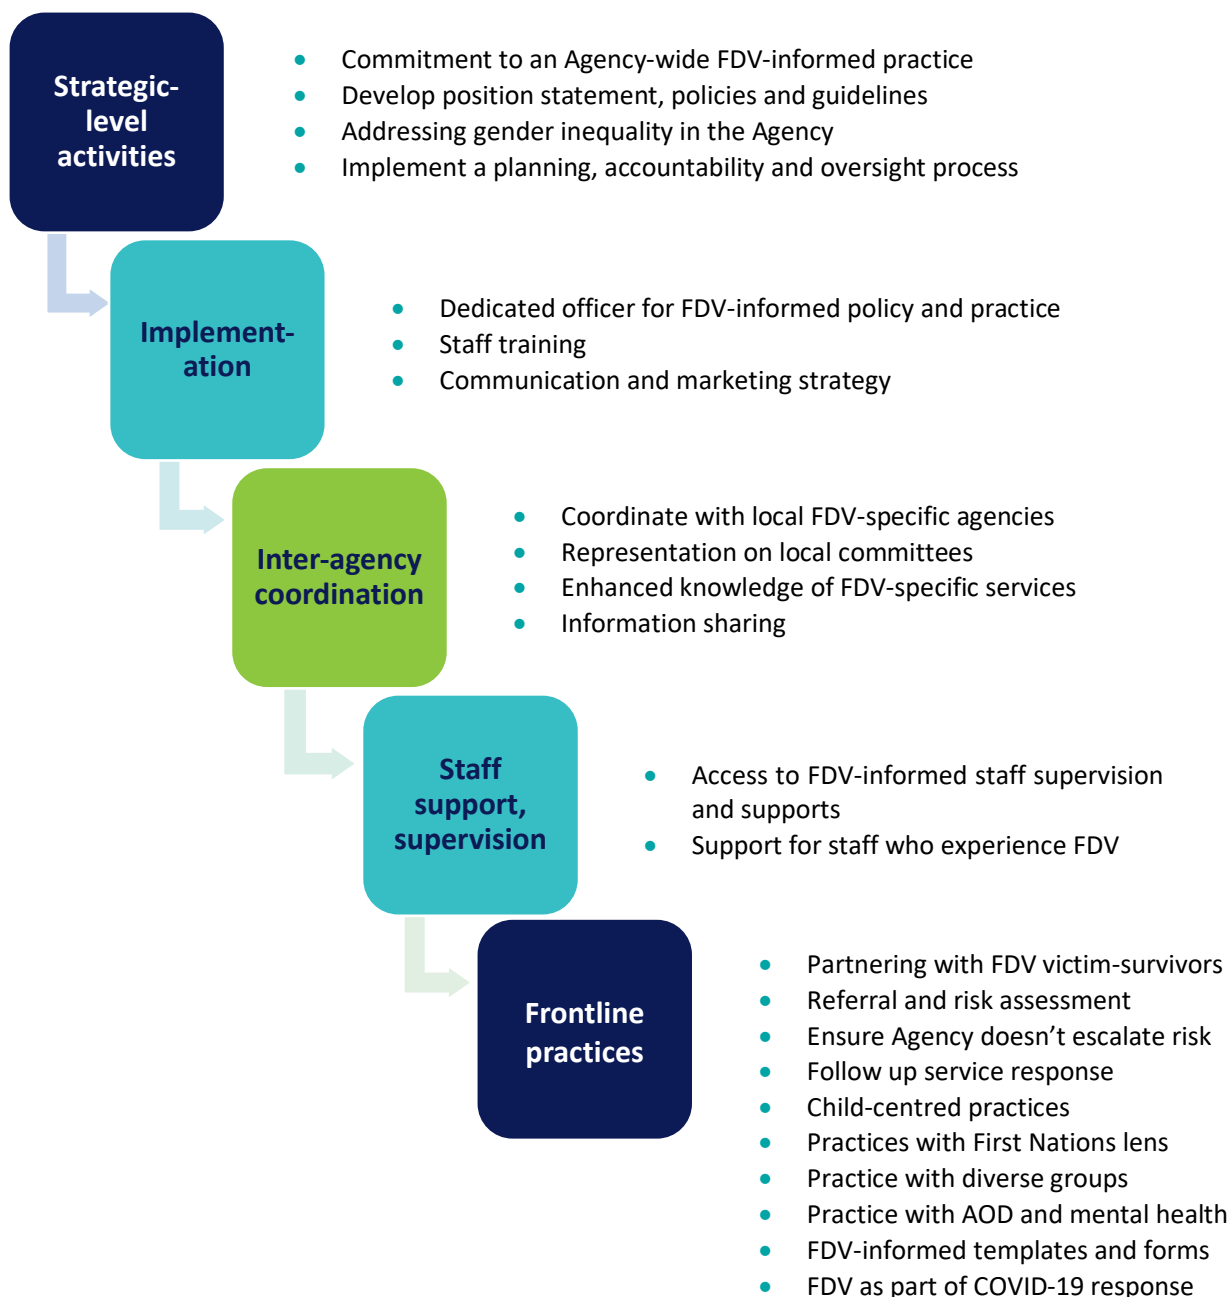 Strategic-
level
activities
• Commitment to an Agency-wide FDV-informed practice
• Develop position statement, policies and guidelines
• Addressing gender inequality in the Agency
• Implement a planning, accountability and oversight process
Implement-
ation
• Dedicated officer for FDV-informed policy and practice
• Staff training
• Communication and marketing strategy
Inter-agency
coordination
• Coordinate with local FDV-specific agencies
• Representation on local committees
• Enhanced knowledge of FDV-specific services
• Information sharing
Staff
support,
supervision
• Access to FDV-informed staff supervision
and supports
• Support for staff who experience FDV
Frontline
practices
• Partnering with FDV victim-survivors
• Referral and risk assessment
• Ensure Agency doesn’t escalate risk
• Follow up service response
• Child-centred practices
• Practices with First Nations lens
• Practice with diverse groups
• Practice with AOD and mental health
• FDV-informed templates and forms
• FDV as part of COVID-19 response